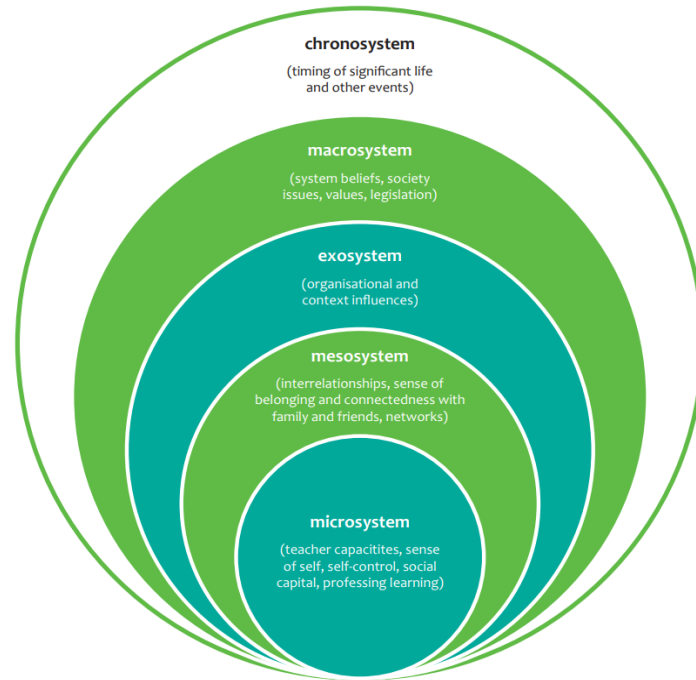 chronosystem
(timing of significant life
and other events)
macrosystem
(system beliefs, society
issues, values, legislation)
exosystem
(organisational and
context influences)
mesosystem
(interrelationships, sense of
belonging and connectedness with
family and friends, networks)
microsystem
(teacher capacitites, sense
of self, self-control, social
capital, professing learning)